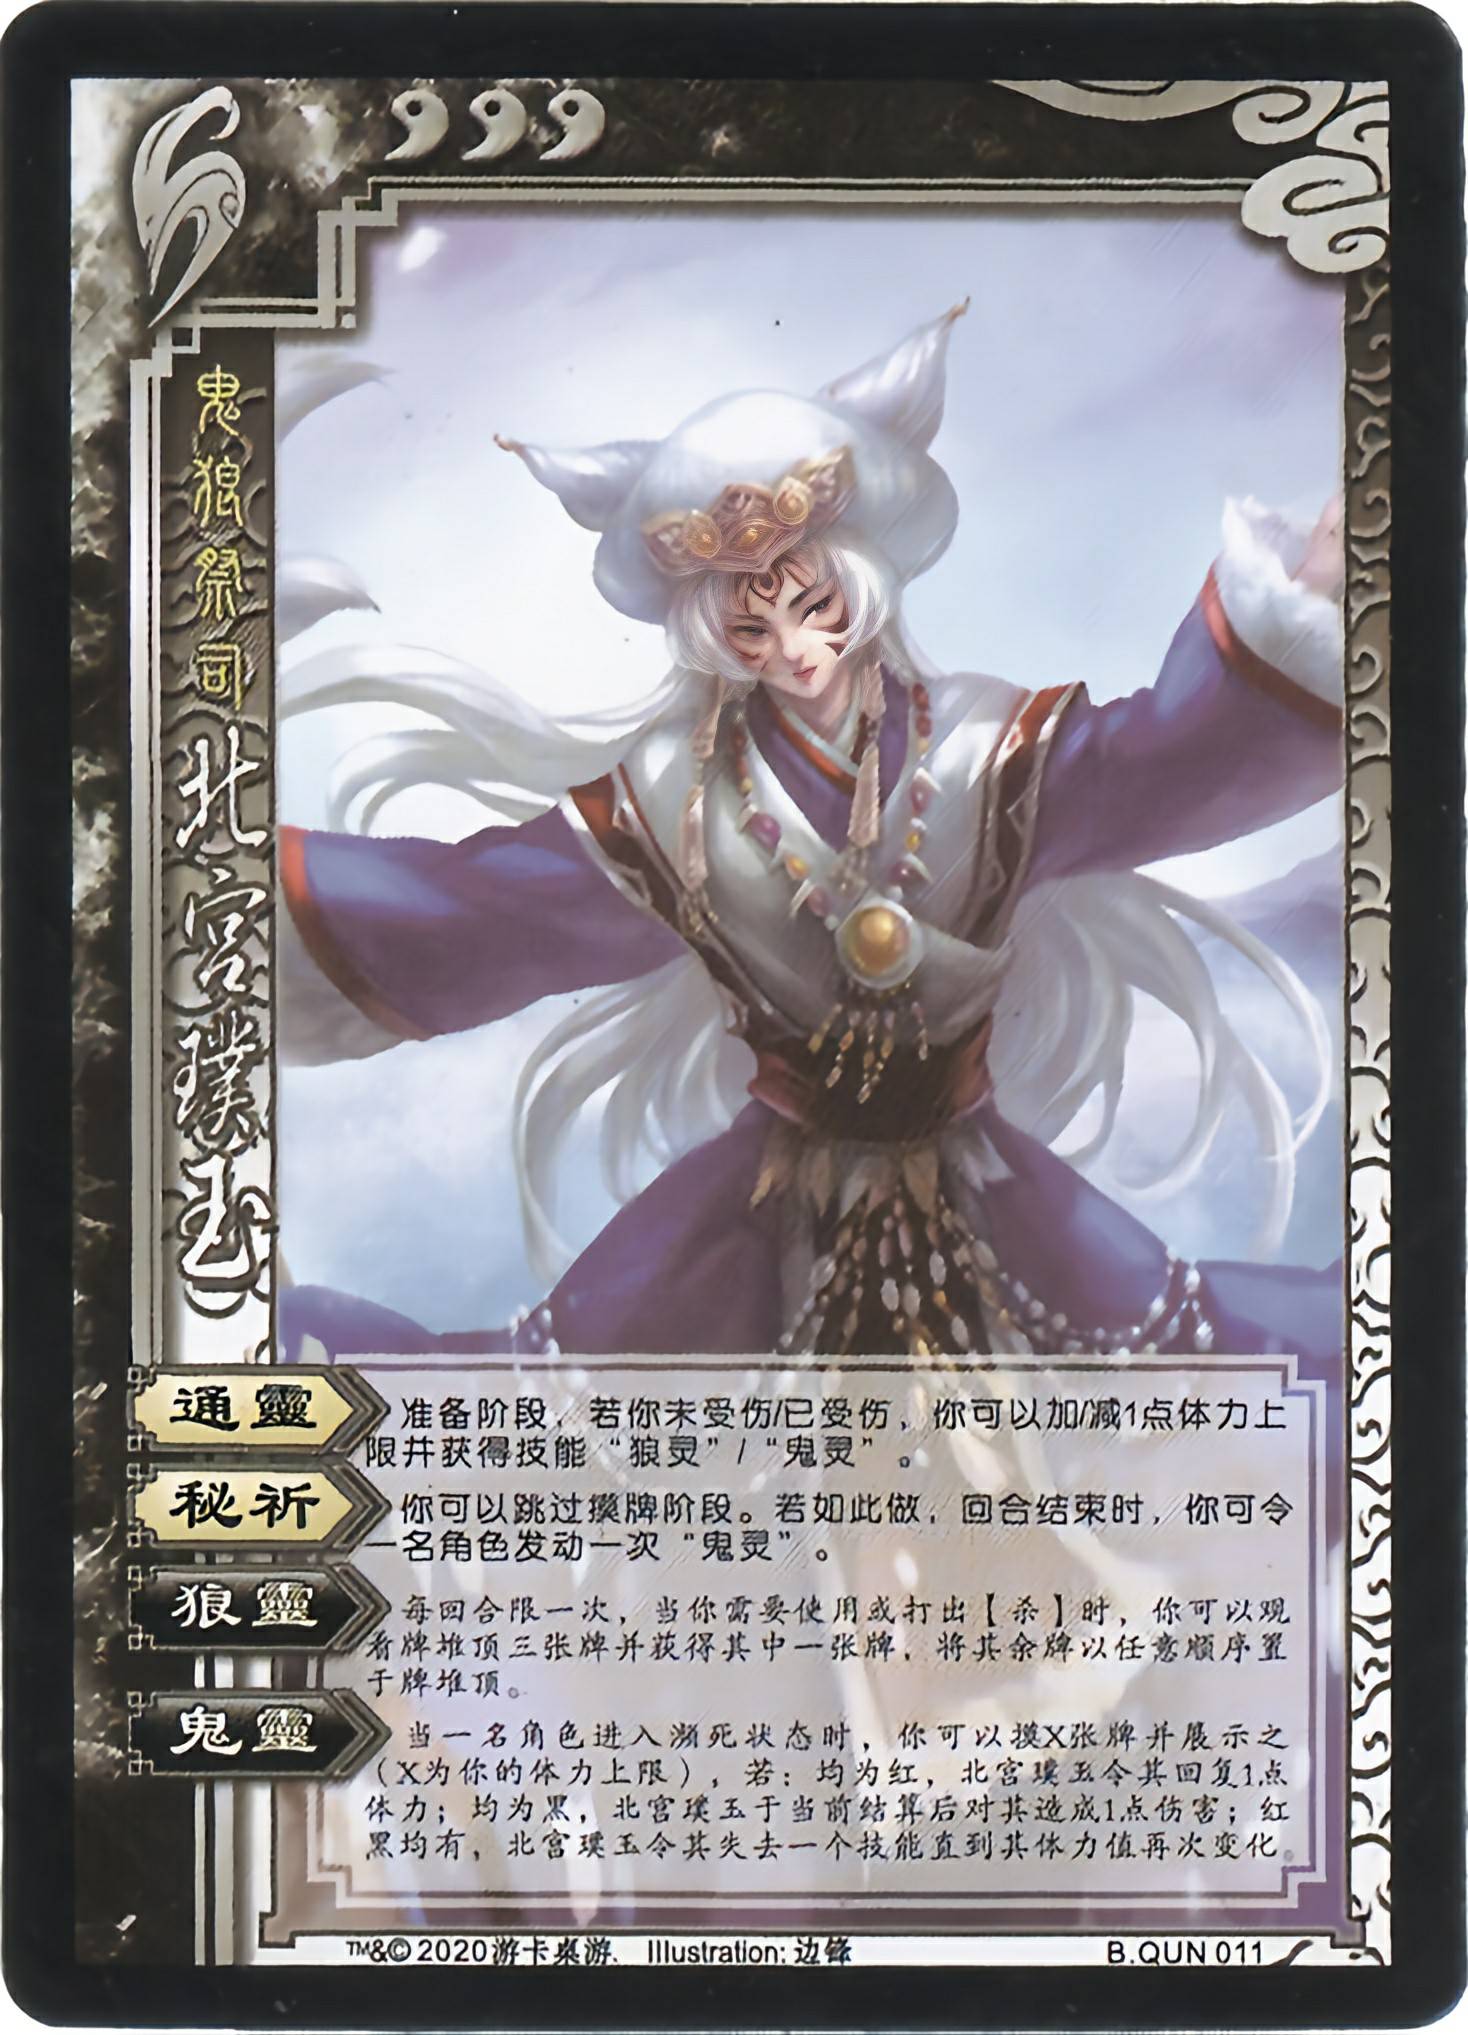 鬼狼祭司
北宫璞玉
通靈
准备阶段，若你未受伤/已受伤，你可以加/减1点体力上
限并获得技能“狼灵”/“鬼灵”。
秘祈
你可以跳过摸牌阶段。若如此做，回合结束时，你可令
一名角色发动一次“鬼灵”。
狼靈
每回合限一次，当你需要使用或打出【杀】时，你可以观
看牌堆顶三张牌并获得其中一张牌，将其余牌以任意顺序置
于牌堆顶。
鬼靈
当一名角色进入濒死状态时，你可以摸X张牌并展示之
（X为你的体力上限），若：均为红，北宫璞玉令其回复1点
体力；均为黑，北宫璞玉于当前结算后对其造成1点伤害；红
黑均有，北宫璞玉令其失去一个技能直到其体力值再次变化。
™&© 2020游卡桌游. Illustration: 边锋
B.QUN 011